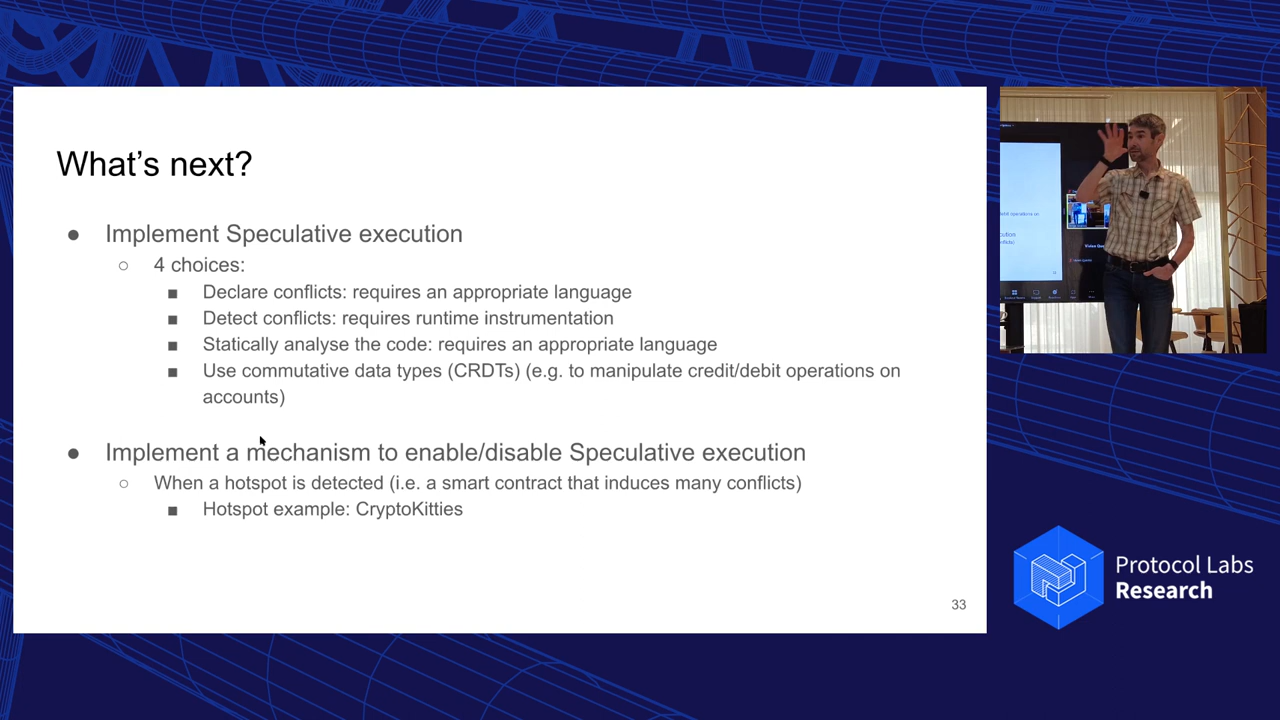 What's next?
● Implement Speculative execution
○ 4 choices:
■ Declare conflicts: requires an appropriate language
■ Detect conflicts: requires runtime instrumentation
■ Statically analyse the code: requires an appropriate language
■ Use commutative data types (CRDTs) (e.g. to manipulate credit/debit operations on
accounts)
● Implement a mechanism to enable/disable Speculative execution
○ When a hotspot is detected (i.e. a smart contract that induces many conflicts)
■ Hotspot example: CryptoKitties
33
Protocol Labs
Research